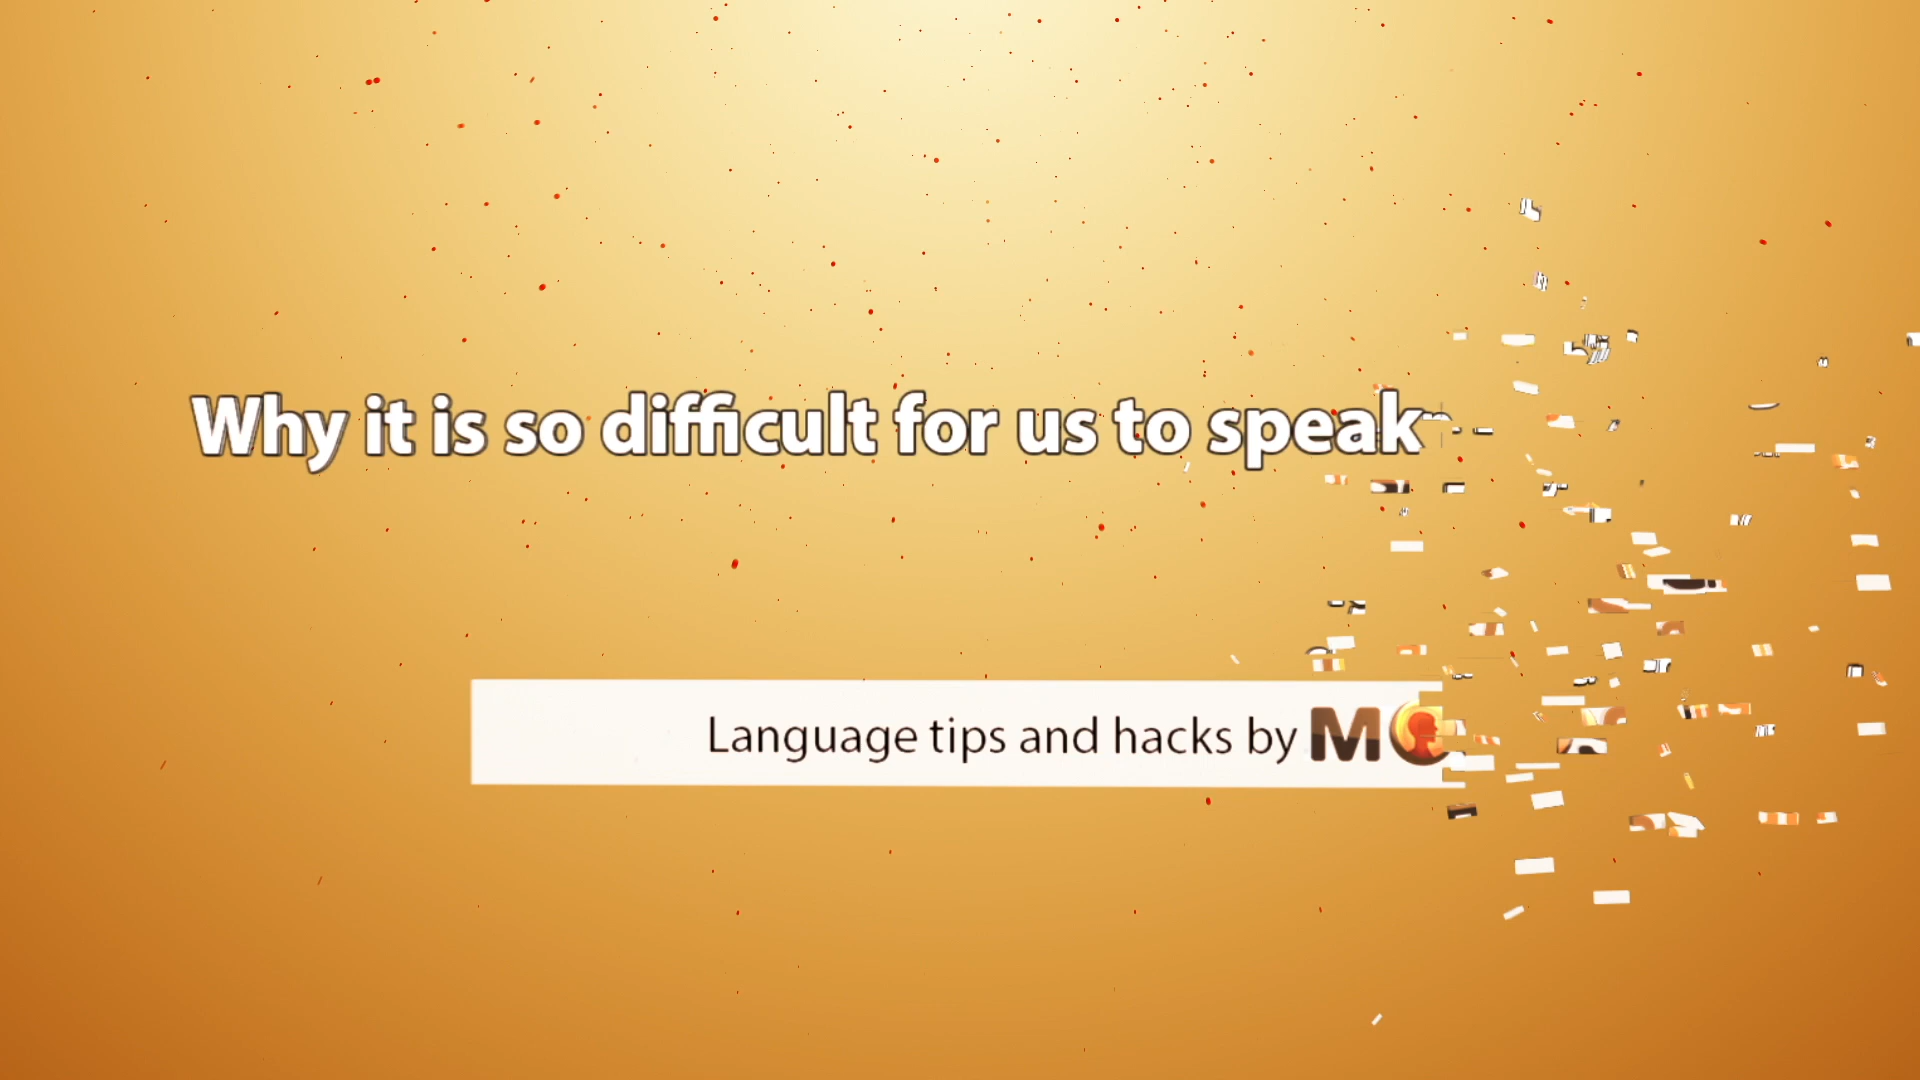 Why it is so difficult for us to speak
Language tips and hacks by M